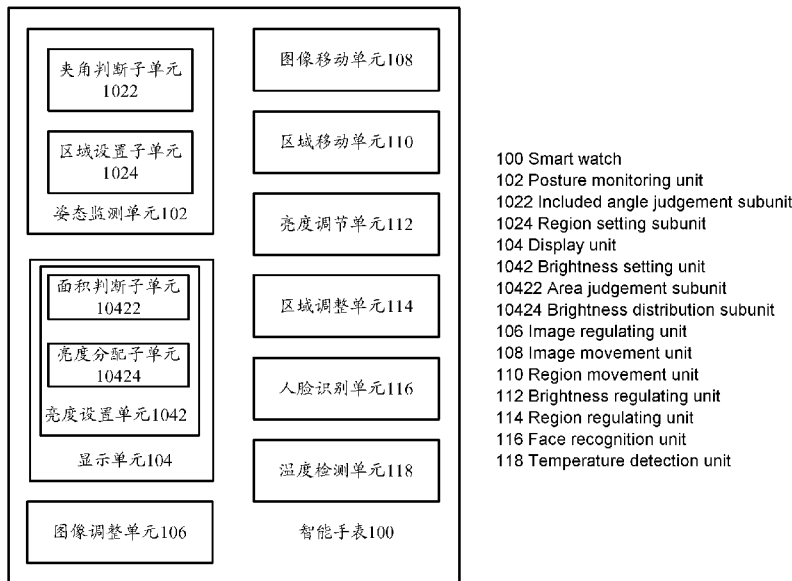 夹角判断子单元
1022
区域设置子单元
1024
姿态监测单元102
面积判断子单元
10422
亮度分配子单元
10424
亮度设置单元1042
显示单元104
图像调整单元106
图像移动单元108
区域移动单元110
亮度调节单元112
区域调整单元114
人脸识别单元116
温度检测单元118
智能手表100
100 Smart watch
102 Posture monitoring unit
1022 Included angle judgement subunit
1024 Region setting subunit
104 Display unit
1042 Brightness setting unit
10422 Area judgement subunit
10424 Brightness distribution subunit
106 Image regulating unit
108 Image movement unit
110 Region movement unit
112 Brightness regulating unit
114 Region regulating unit
116 Face recognition unit
118 Temperature detection unit